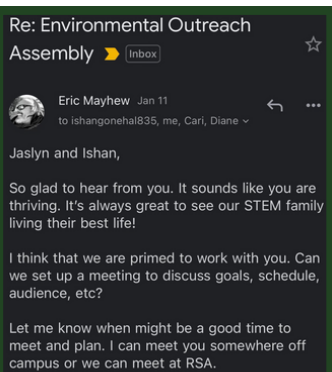 Re: Environmental Outreach
Assembly Inbox
Eric Mayhew Jan 11
to ishangonehal835, me, Cari, Diane
Jaslyn and Ishan,
So glad to hear from you. It sounds like you are
thriving. It's always great to see our STEM family
living their best life!
I think that we are primed to work with you. Can
we set up a meeting to discuss goals, schedule,
audience, etc?
Let me know when might be a good time to
meet and plan. I can meet you somewhere off
campus or we can meet at RSA.